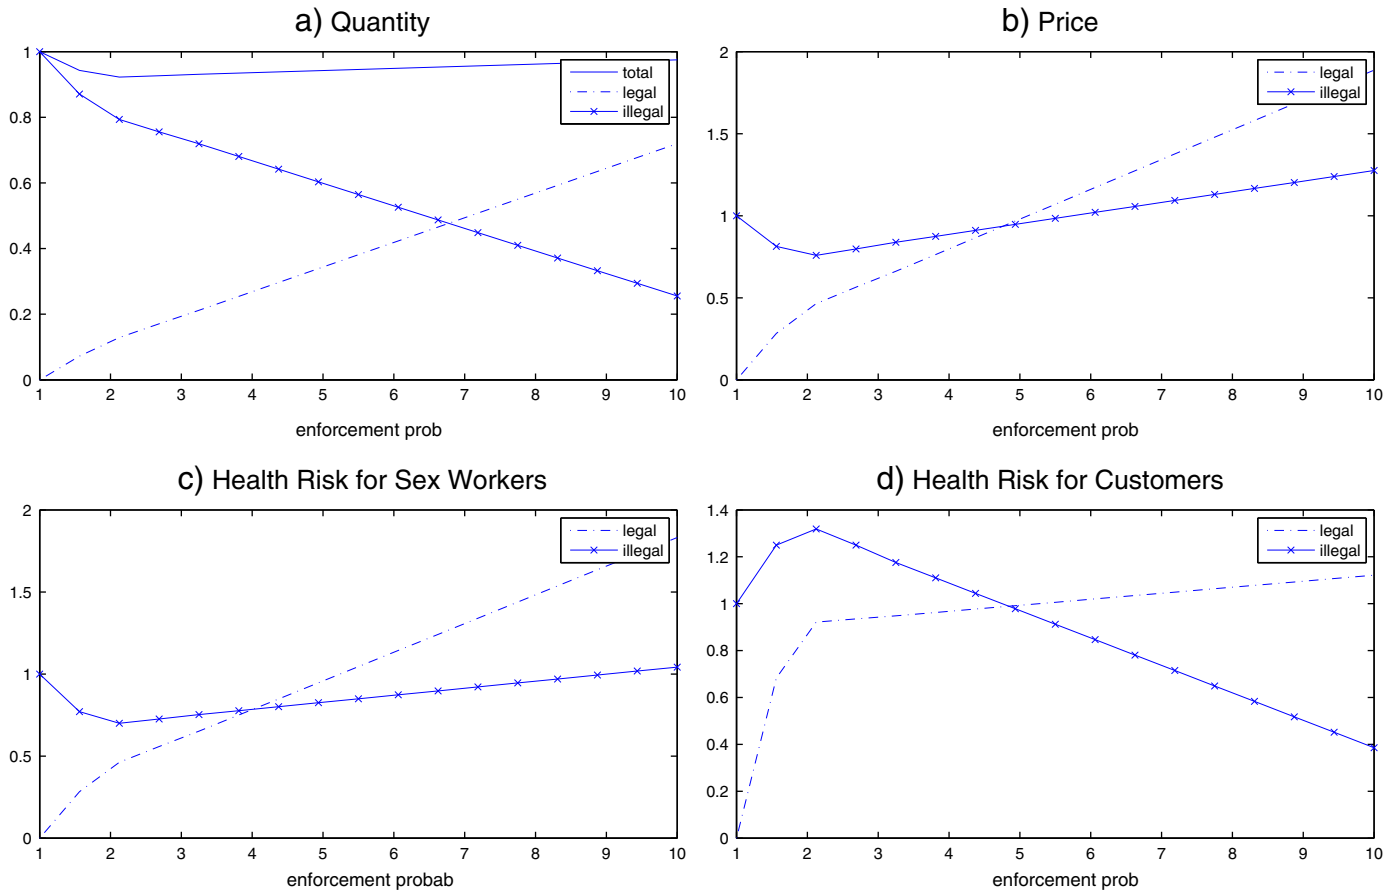 a) Quantity
1
0.8
0.6
0.4
0.2
0
total
legal
illegal
1 2 3 4 5 6 7 8 9 10
enforcement prob
b) Price
2
1.5
1
0.5
0
legal
illegal
1 2 3 4 5 6 7 8 9 10
enforcement prob
c) Health Risk for Sex Workers
2
1.5
1
0.5
0
legal
illegal
1 2 3 4 5 6 7 8 9 10
enforcement probab
d) Health Risk for Customers
1.4
1.2
1
0.8
0.6
0.4
0.2
0
legal
illegal
1 2 3 4 5 6 7 8 9 10
enforcement prob